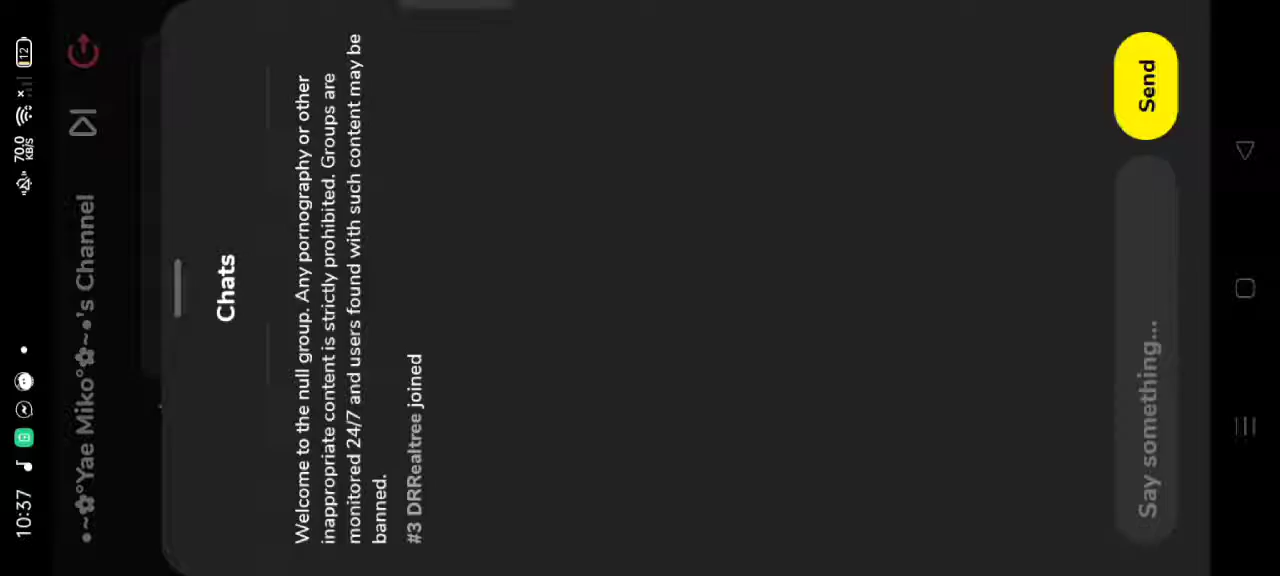 10:37
70.0
KB/S
12
●~✿°Yae Miko°✿~●'s Channel
Chats
Welcome to the null group. Any pornography or other
inappropriate content is strictly prohibited. Groups are
monitored 24/7 and users found with such content may be
banned.
#3 DRRealtree joined
Say something...
Send